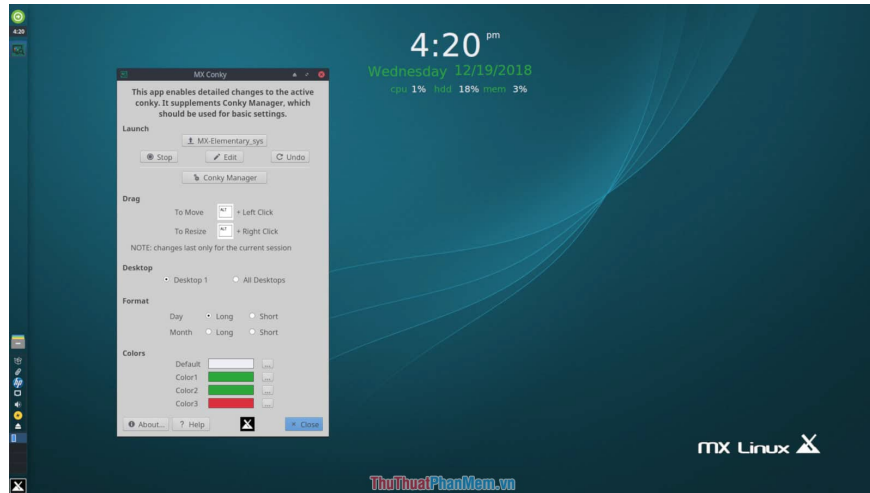 4:20
MX Conky
This app enables detailed changes to the active
conky. It supplements Conky Manager, which
should be used for basic settings.
Launch
MX-Elementary_sys
Stop Edit Undo
Conky Manager
Drag
To Move ALT + Left Click
To Resize ALT + Right Click
NOTE: changes last only for the current session
Desktop
Desktop 1 All Desktops
Format
Day Long Short
Month Long Short
Colors
Default ...
Color1 ...
Color2 ...
Color3 ...
About... ? Help × Close
4:20 pm
Wednesday 12/19/2018
cpu 1% hdd 18% mem 3%
hp
MX Linux
ThuThuatPhanMem.vn